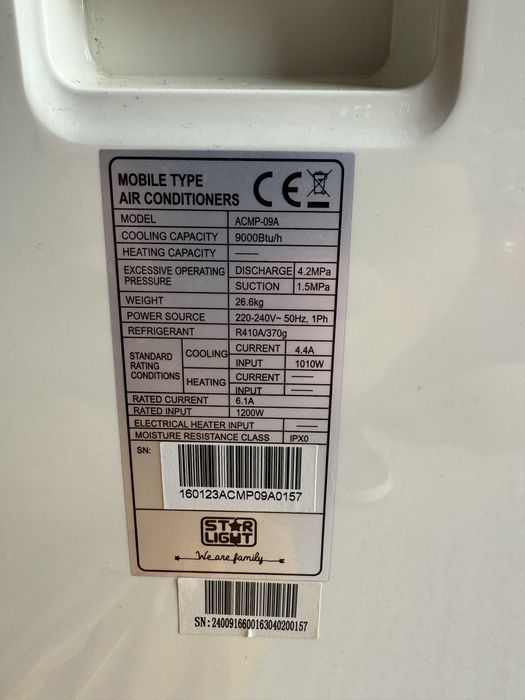 MOBILE TYPE
AIR CONDITIONERS CE
MODEL ACMP-09A
COOLING CAPACITY 9000Btu/h
HEATING CAPACITY ——
EXCESSIVE OPERATING PRESSURE DISCHARGE 4.2MPa
SUCTION 1.5MPa
WEIGHT 26.6kg
POWER SOURCE 220-240V~ 50Hz, 1Ph
REFRIGERANT R410A/370g
STANDARD RATING CONDITIONS COOLING CURRENT 4.4A
INPUT 1010W
HEATING CURRENT ——
INPUT ——
RATED CURRENT 6.1A
RATED INPUT 1200W
ELECTRICAL HEATER INPUT ——
MOISTURE RESISTANCE CLASS IPX0
SN:
160123ACMP09A0157
STAR
LIGHT
We are family
SN: 2400916600163040200157